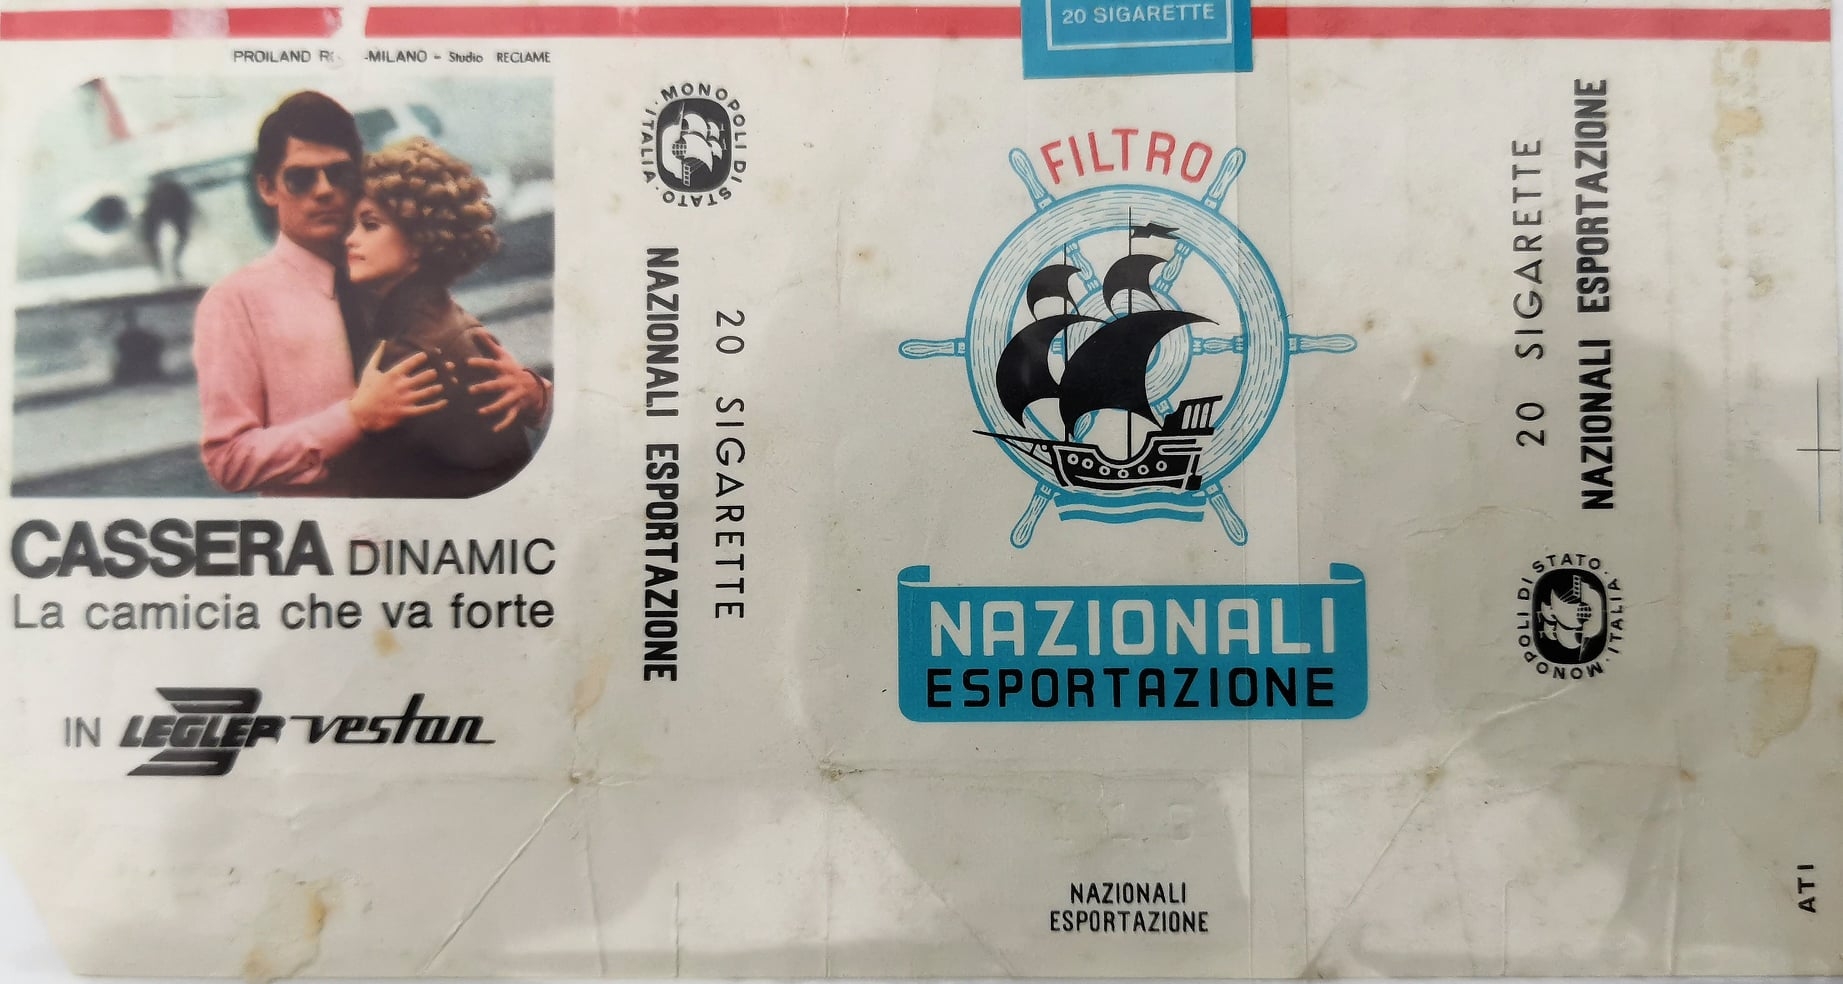 PROILAND
-MILANO - Studio RECLAME
CASSERA DINAMIC
La camicia che va forte
IN LEGLER vestan
MONOPOLI DI STATO · ITALIA ·
NAZIONALI ESPORTAZIONE
20 SIGARETTE
20 SIGARETTE
FILTRO
NAZIONALI
ESPORTAZIONE
NAZIONALI
ESPORTAZIONE
20 SIGARETTE
NAZIONALI ESPORTAZIONE
MONOPOLI DI STATO · ITALIA ·
ATI